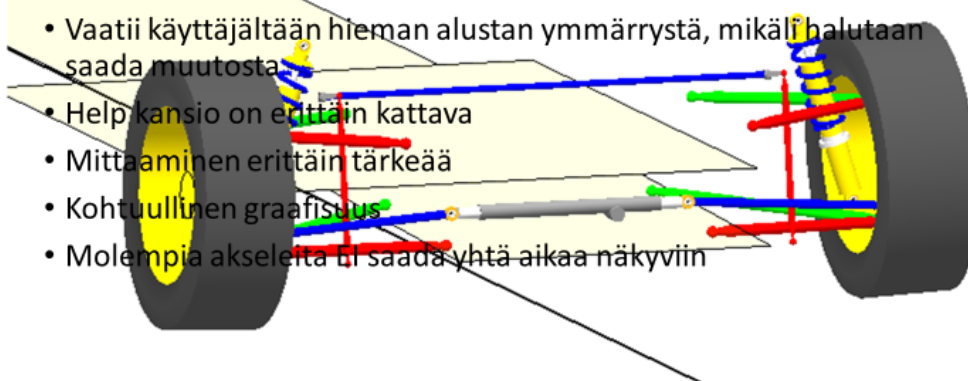 • Vaatii käyttäjältään hieman alustan ymmärrystä, mikäli halutaan
saada muutosta
• Help kansio on erittäin kattava
• Mittaaminen erittäin tärkeää
• Kohtuullinen graafisuus
• Molempia akseleita EI saada yhtä aikaa näkyviin